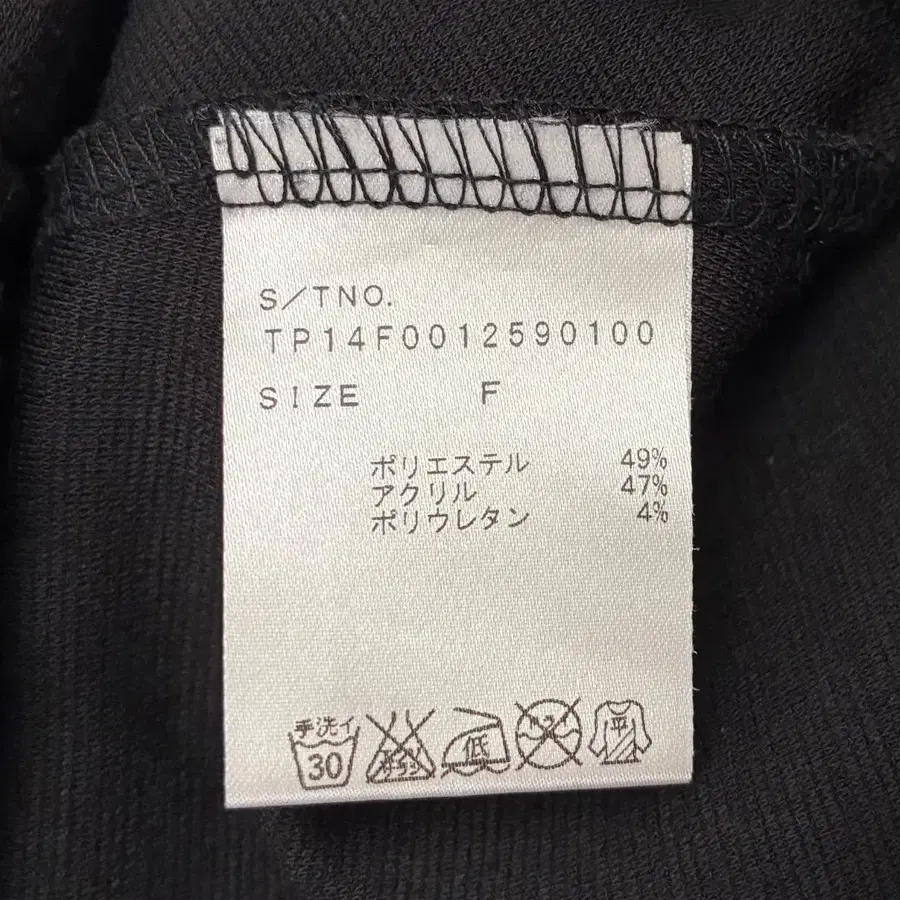 S/TNO.
TP14F0012590100
SIZE F
ポリエステル 49%
アクリル 47%
ポリウレタン 4%
手洗イ
30
低
平